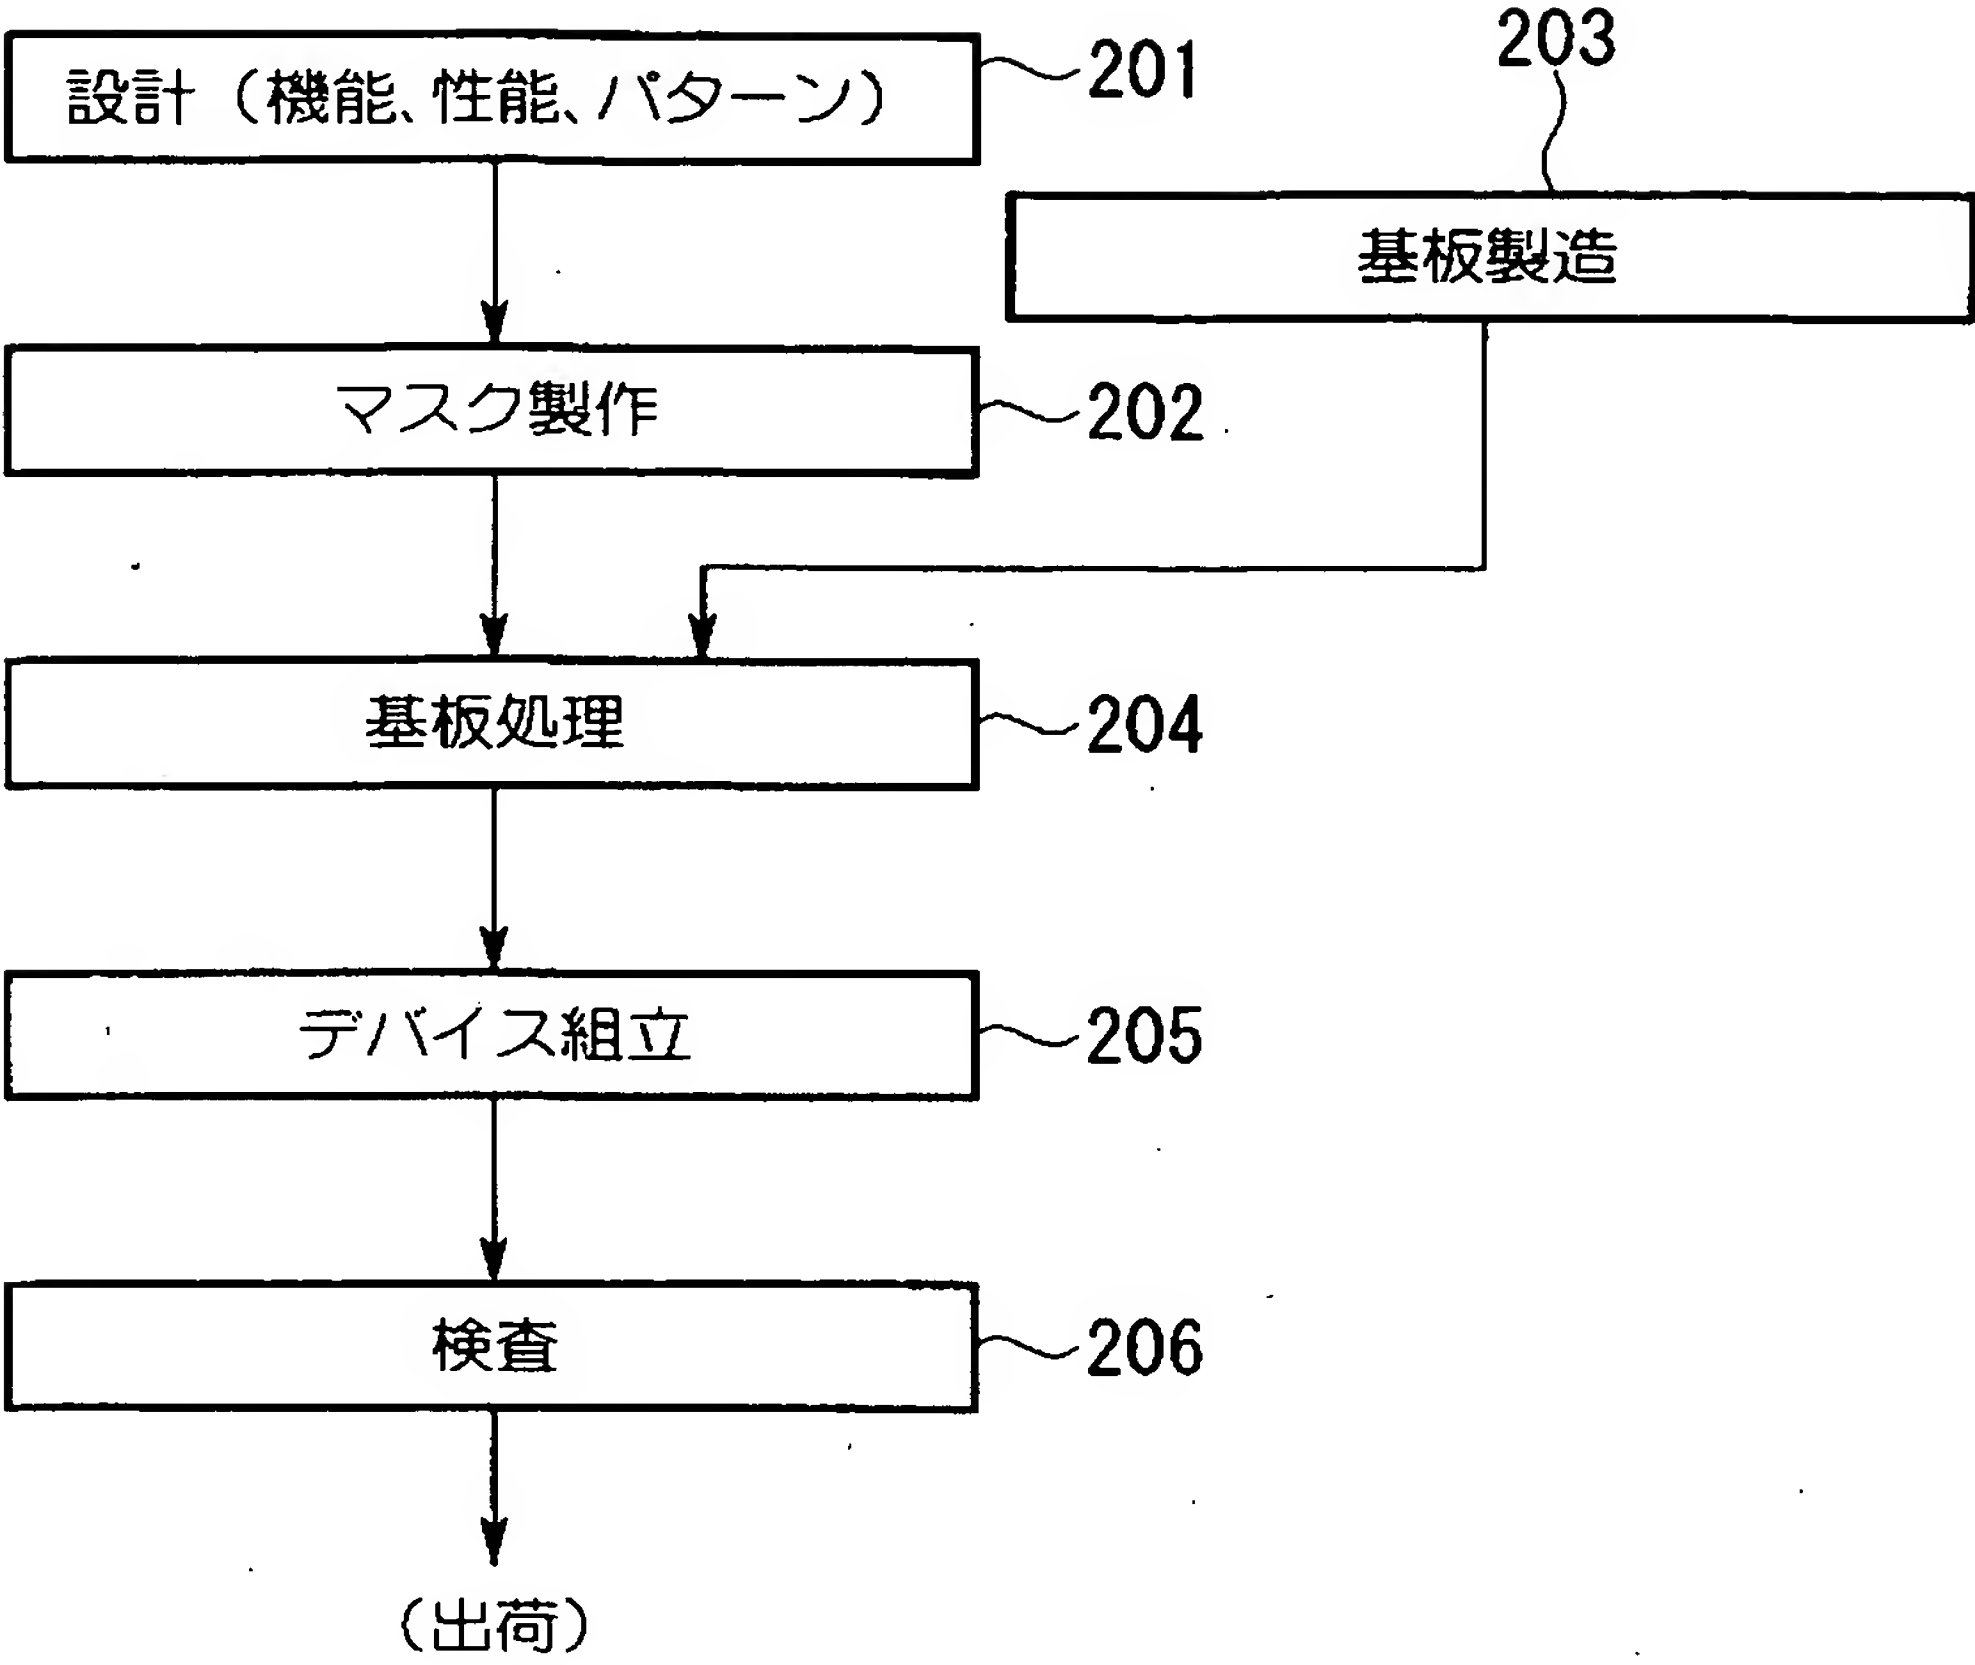 設計（機能、性能、パターン）
201
203
基板製造
マスク製作
202
基板処理
204
デバイス組立
205
検査
206
（出荷）